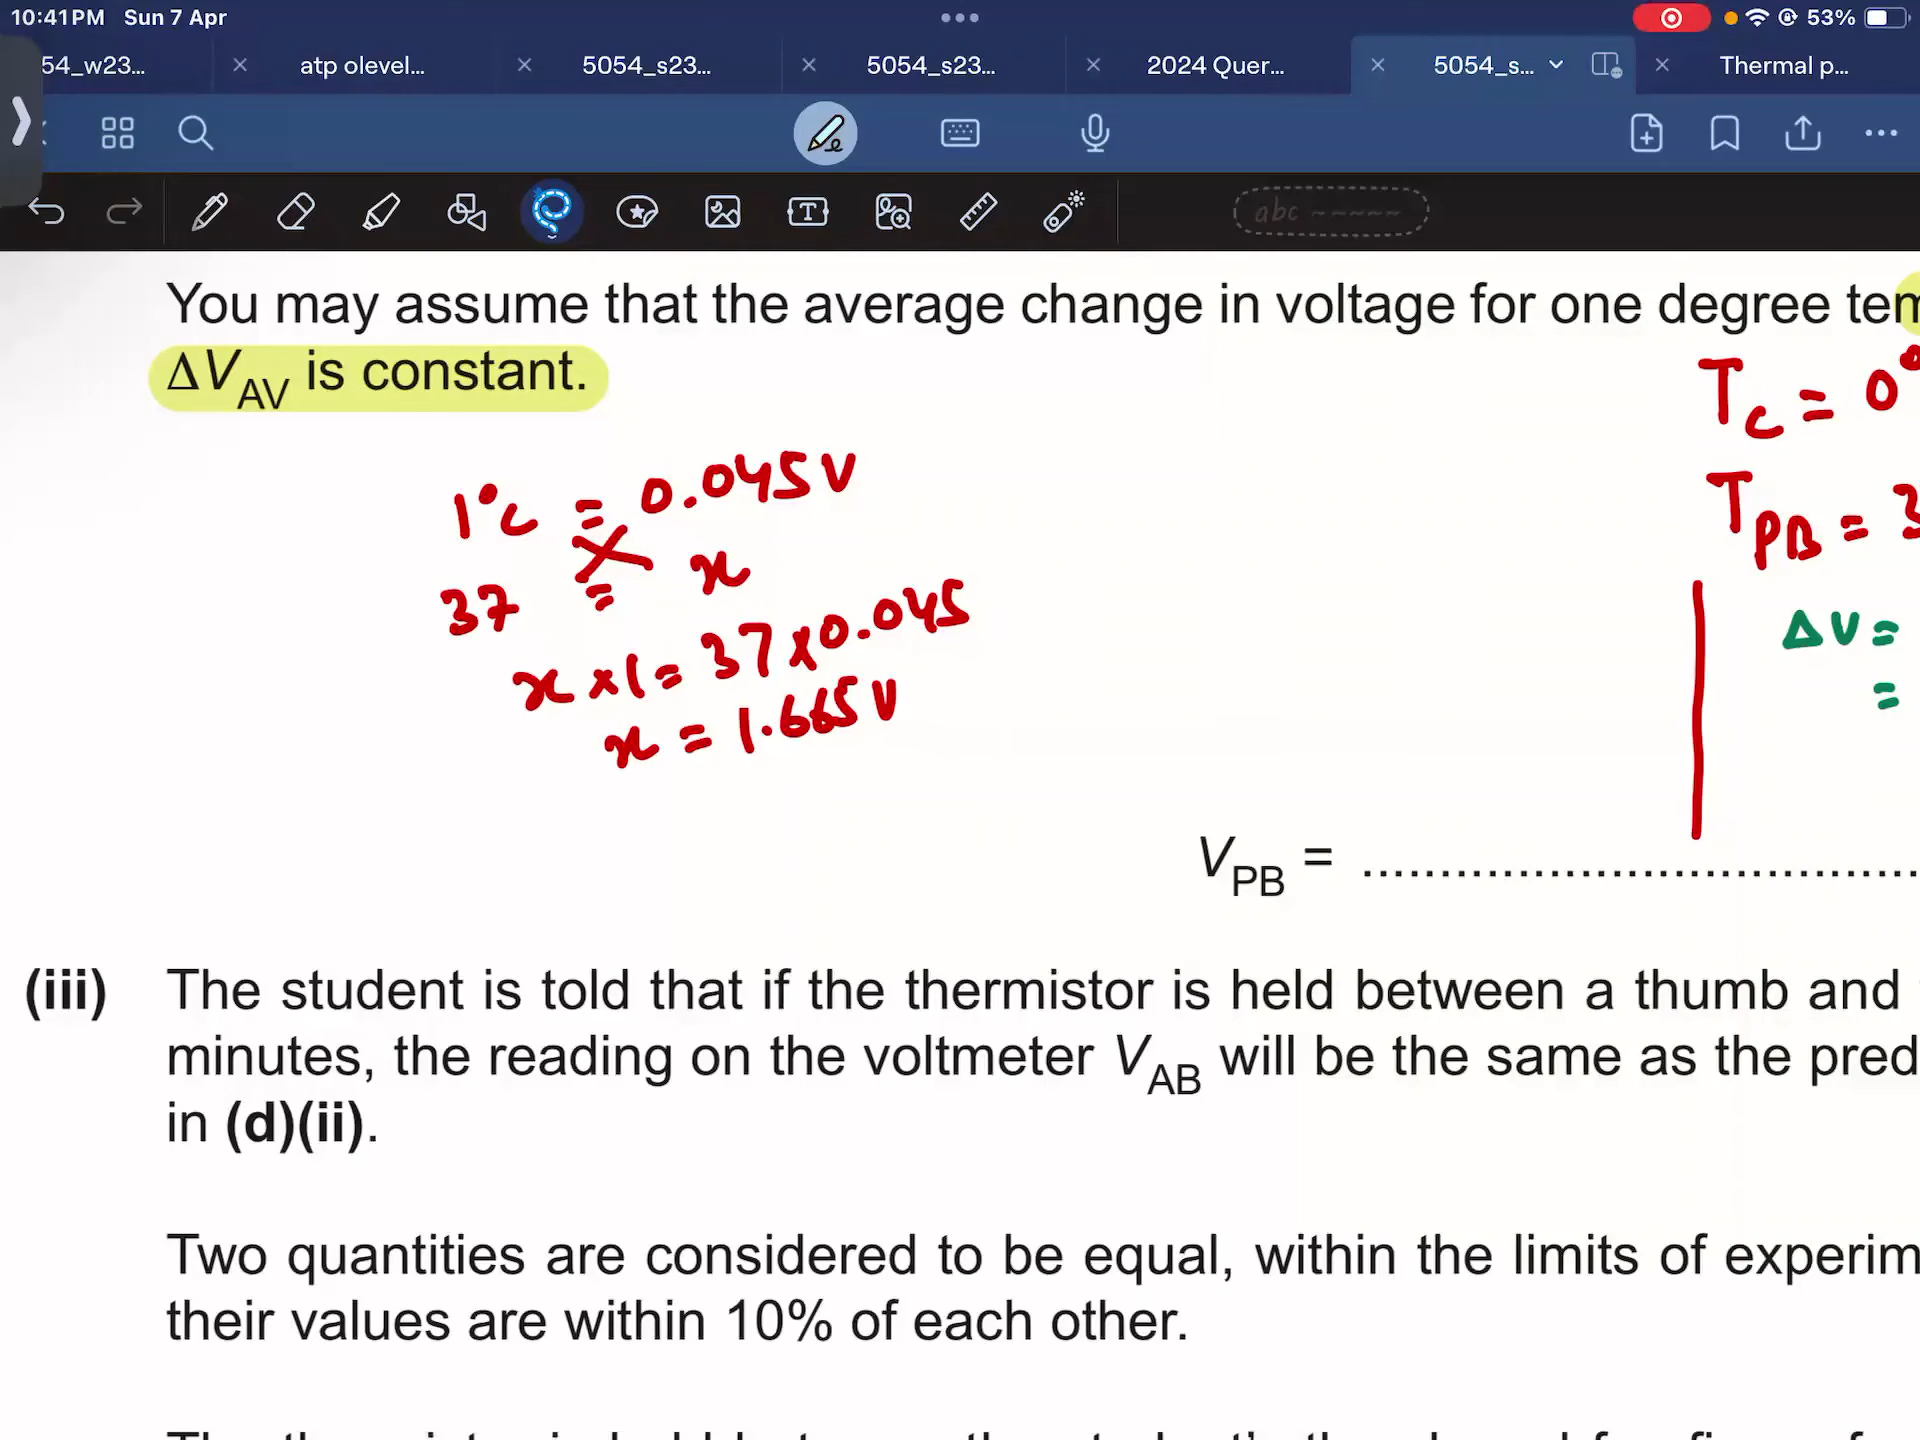 10:41 PM Sun 7 Apr
53%
54_w23...
atp olevel...
5054_s23...
5054_s23...
2024 Quer...
5054_s...
Thermal p...
abc
You may assume that the average change in voltage for one degree tem
ΔV_AV is constant.
T_C = 0°
1°C = 0.045V
T_PB = 3
37 = x
x × 1 = 37 × 0.045
ΔV =
x = 1.665 V
=
V_PB = ......................................
(iii) The student is told that if the thermistor is held between a thumb and
minutes, the reading on the voltmeter V_AB will be the same as the pred
in (d)(ii).
Two quantities are considered to be equal, within the limits of experim
their values are within 10% of each other.